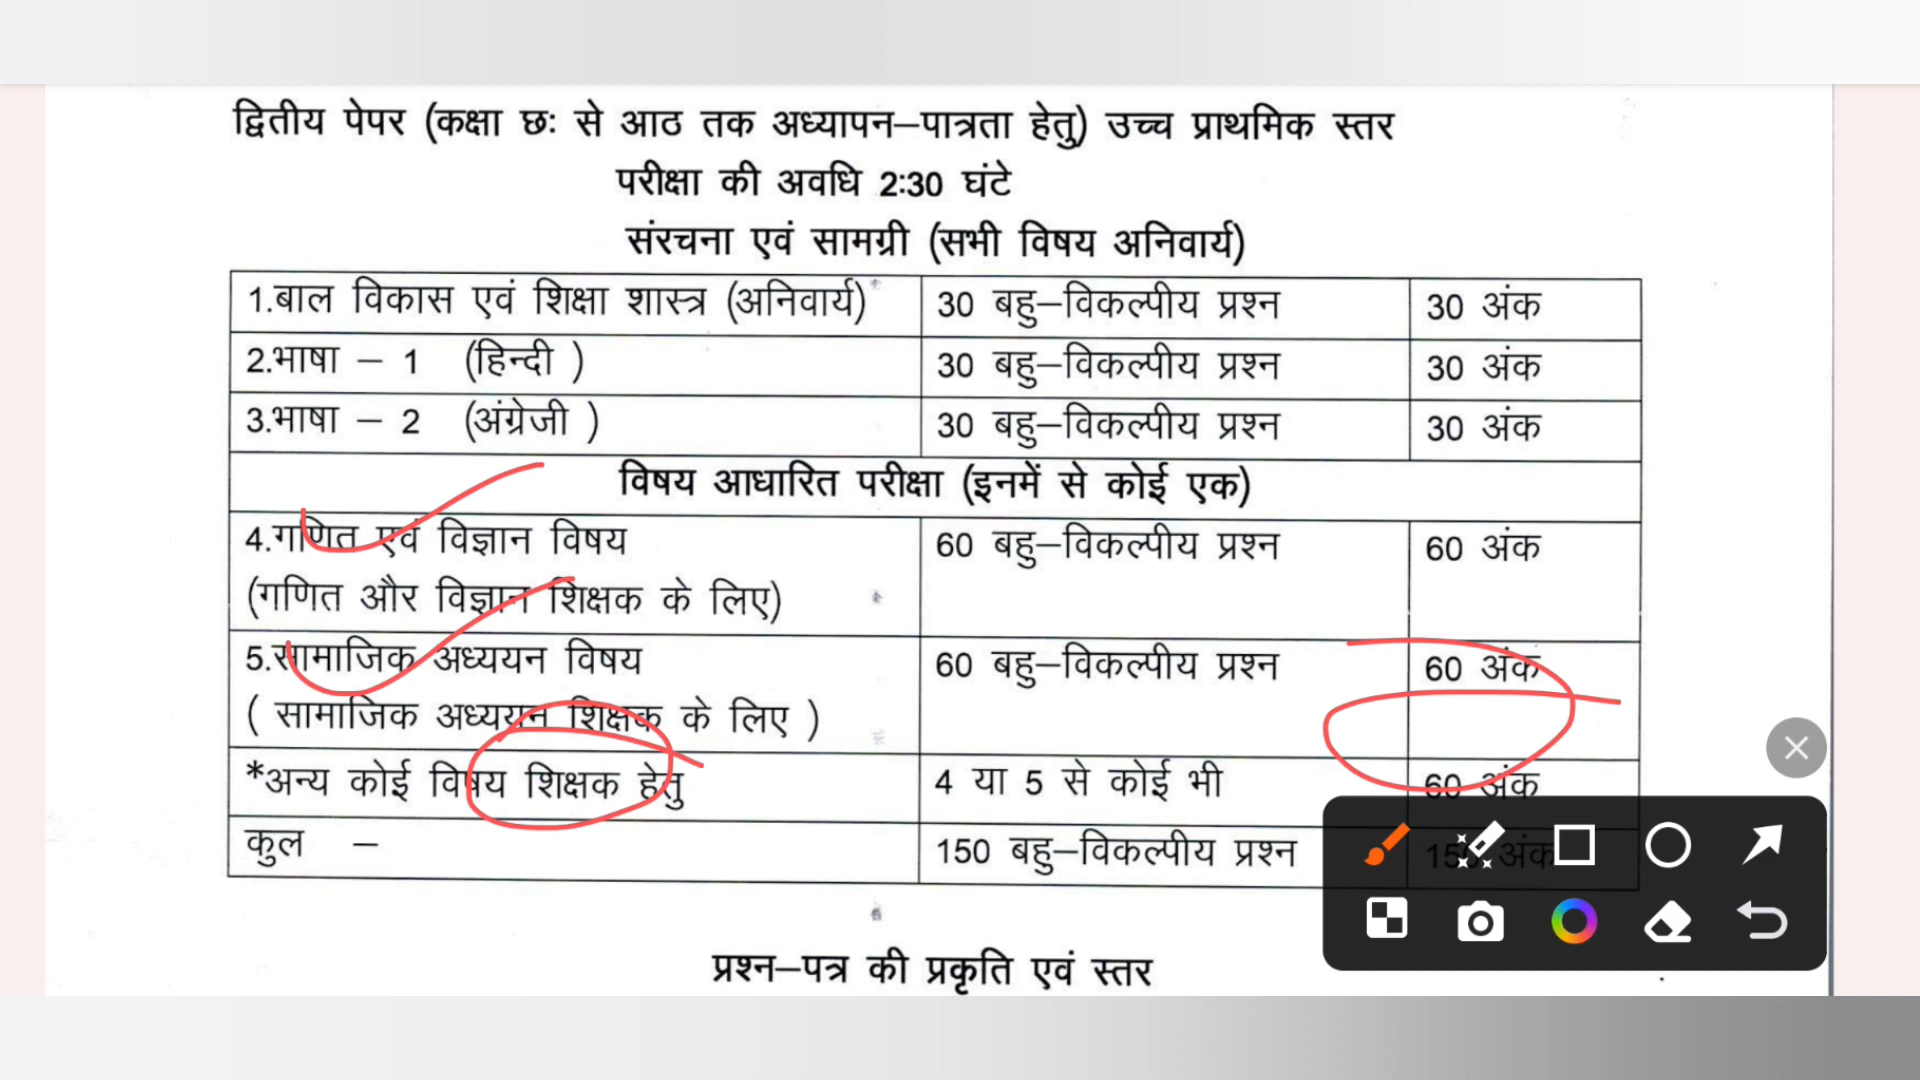 द्वितीय पेपर (कक्षा छः से आठ तक अध्यापन–पात्रता हेतु) उच्च प्राथमिक स्तर
परीक्षा की अवधि 2:30 घंटे
संरचना एवं सामग्री (सभी विषय अनिवार्य)
1.बाल विकास एवं शिक्षा शास्त्र (अनिवार्य) 30 बहु–विकल्पीय प्रश्न 30 अंक
2.भाषा – 1 (हिन्दी ) 30 बहु–विकल्पीय प्रश्न 30 अंक
3.भाषा – 2 (अंग्रेजी ) 30 बहु–विकल्पीय प्रश्न 30 अंक
विषय आधारित परीक्षा (इनमें से कोई एक)
4.गणित एवं विज्ञान विषय 60 बहु–विकल्पीय प्रश्न 60 अंक
(गणित और विज्ञान शिक्षक के लिए)
5.सामाजिक अध्ययन विषय 60 बहु–विकल्पीय प्रश्न 60 अंक
( सामाजिक अध्ययन शिक्षक के लिए )
*अन्य कोई विषय शिक्षक हेतु 4 या 5 से कोई भी 60 अंक
कुल – 150 बहु–विकल्पीय प्रश्न 150 अंक
प्रश्न–पत्र की प्रकृति एवं स्तर